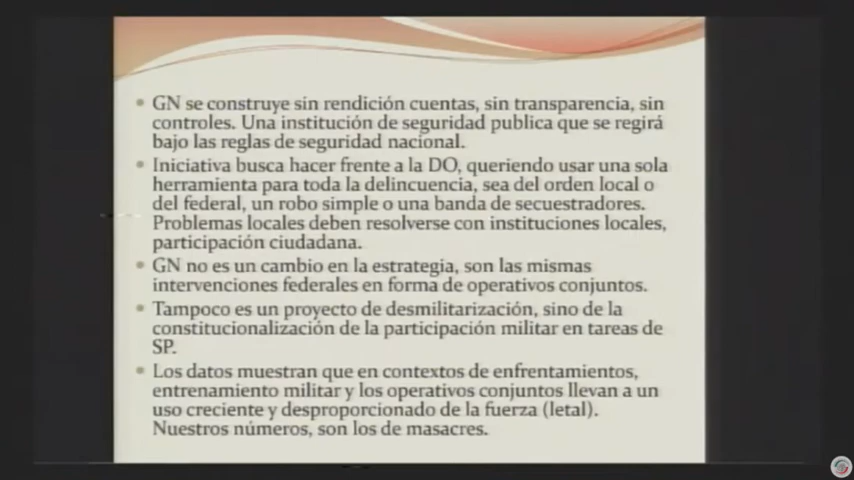 GN se construye sin rendición cuentas, sin transparencia, sin
controles. Una institución de seguridad publica que se regirá
bajo las reglas de seguridad nacional.
Iniciativa busca hacer frente a la DO, queriendo usar una sola
herramienta para toda la delincuencia, sea del orden local o
del federal, un robo simple o una banda de secuestradores.
Problemas locales deben resolverse con instituciones locales,
participación ciudadana.
GN no es un cambio en la estrategia, son las mismas
intervenciones federales en forma de operativos conjuntos.
Tampoco es un proyecto de desmilitarización, sino de la
constitucionalización de la participación militar en tareas de
SP.
Los datos muestran que en contextos de enfrentamientos,
entrenamiento militar y los operativos conjuntos llevan a un
uso creciente y desproporcionado de la fuerza (letal).
Nuestros números, son los de masacres.